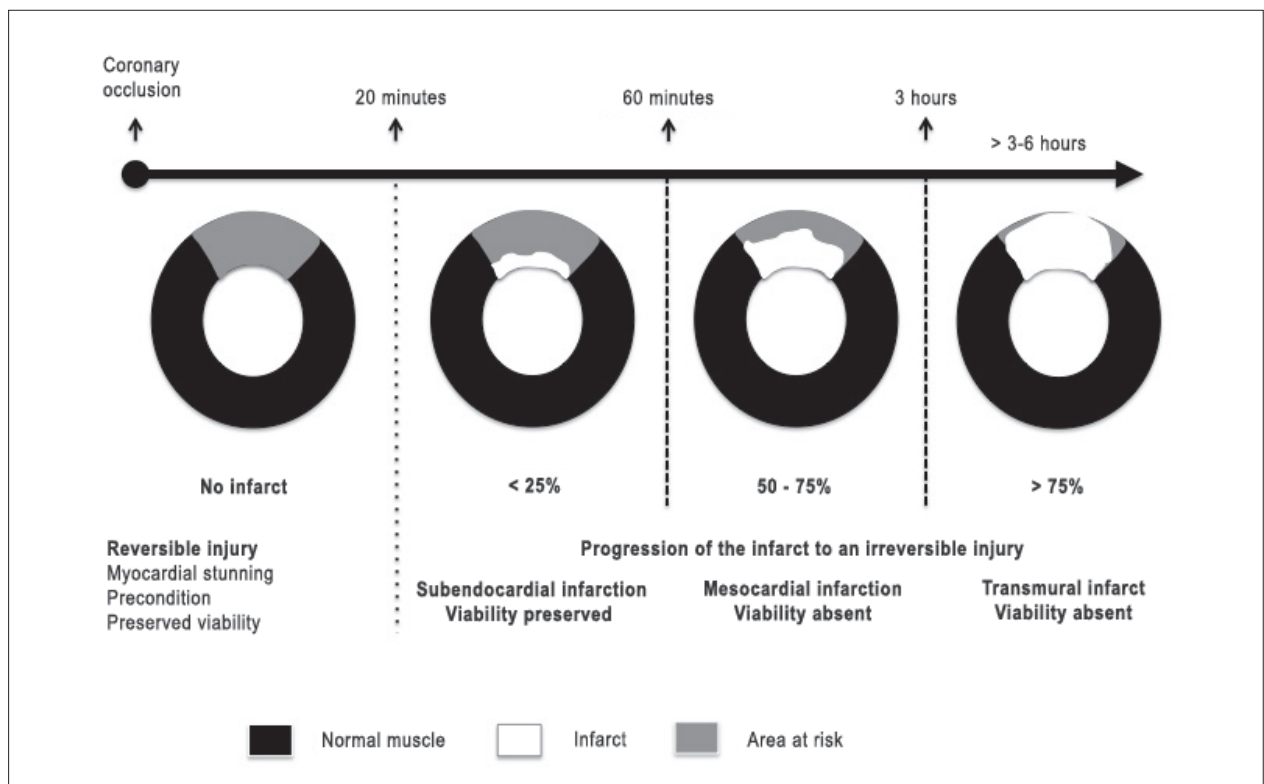 Coronary
occlusion
20 minutes
60 minutes
3 hours
> 3-6 hours
No infarct
< 25%
50 - 75%
> 75%
Reversible injury
Myocardial stunning
Precondition
Preserved viability
Progression of the infarct to an irreversible injury
Subendocardial infarction
Viability preserved
Mesocardial infarction
Viability absent
Transmural infarct
Viability absent
Normal muscle
Infarct
Area at risk